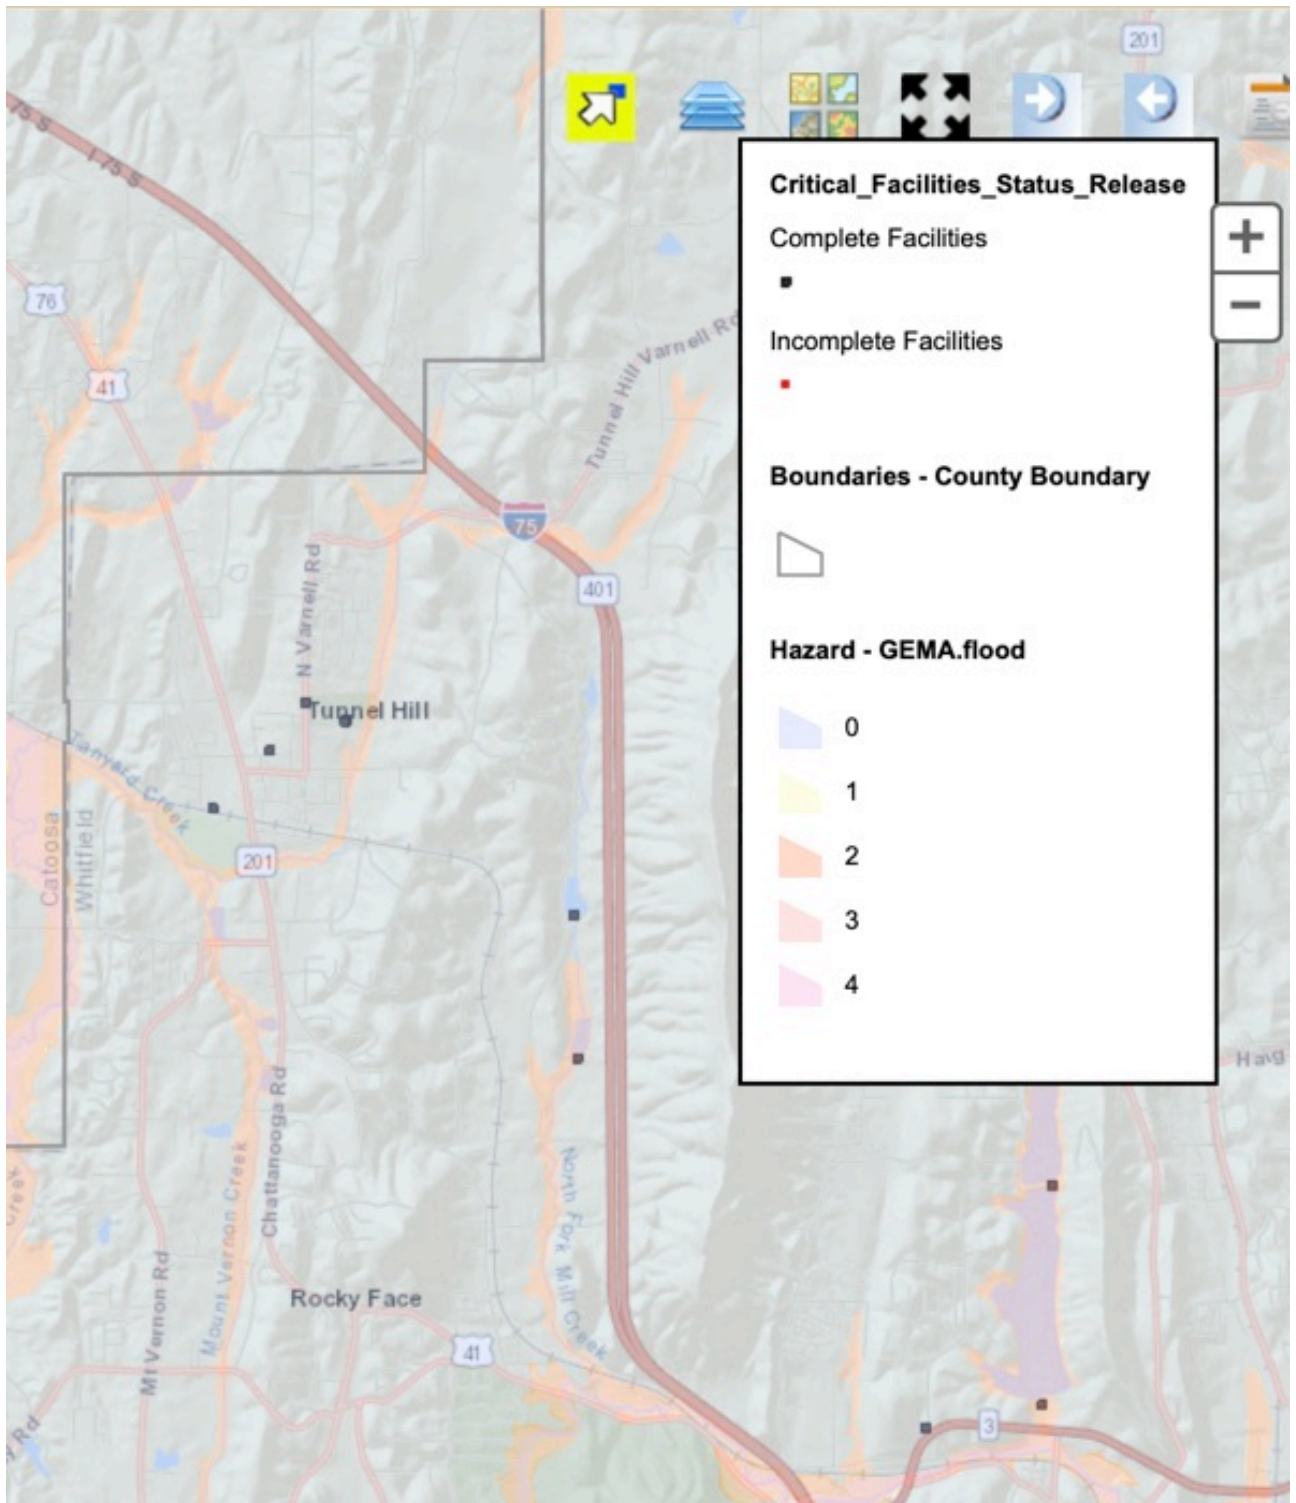 201
75 S
I 75 S
Critical_Facilities_Status_Release
Complete Facilities
+
76
−
Incomplete Facilities
Tunnel Hill Varnell Rd
41
Boundaries - County Boundary
75
401
N Varnell Rd
Hazard - GEMA.flood
Tunnel Hill
0
Tanyard Creek
1
Catoosa
Whitfield
201
2
3
4
Haig
Chattanooga Rd
Creek
Mount Vernon Creek
North Fork Mill Creek
Mt Vernon Rd
Rocky Face
41
3
Rd